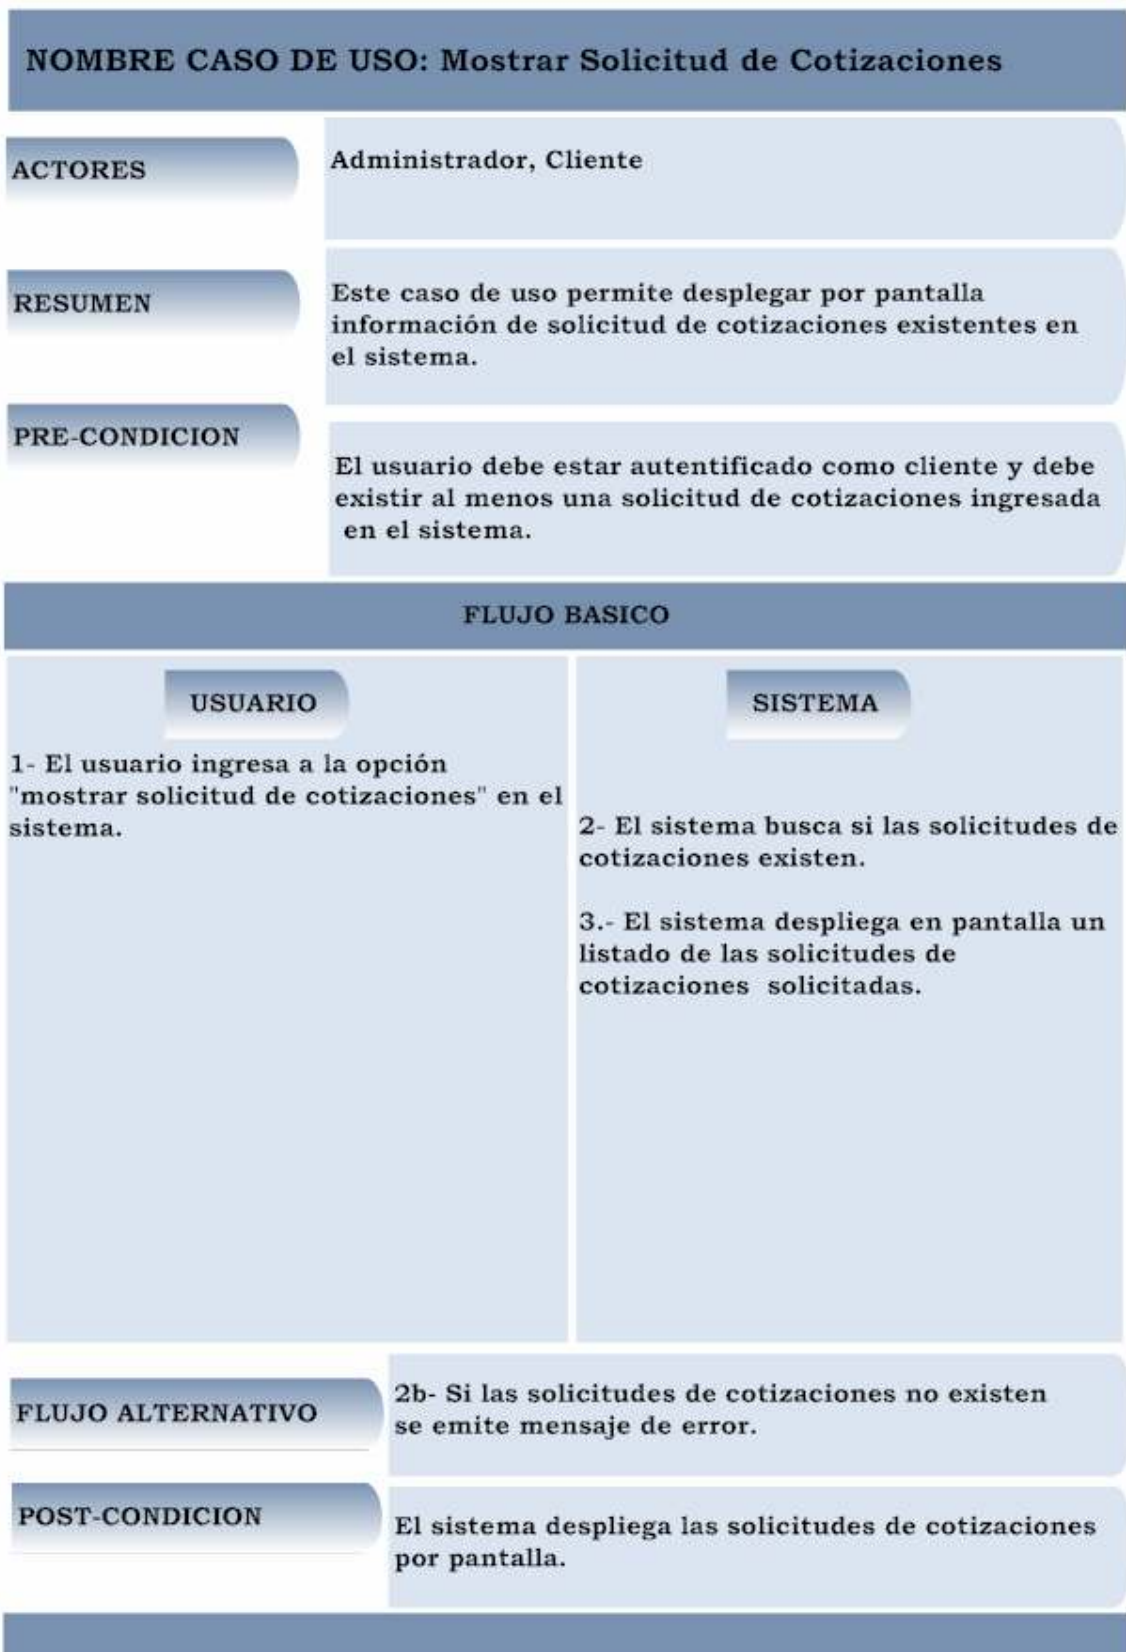 NOMBRE CASO DE USO: Mostrar Solicitud de Cotizaciones
ACTORES
Administrador, Cliente
RESUMEN
Este caso de uso permite desplegar por pantalla
información de solicitud de cotizaciones existentes en
el sistema.
PRE-CONDICION
El usuario debe estar autentificado como cliente y debe
existir al menos una solicitud de cotizaciones ingresada
en el sistema.
FLUJO BASICO
USUARIO
1- El usuario ingresa a la opción
"mostrar solicitud de cotizaciones" en el
sistema.
SISTEMA
2- El sistema busca si las solicitudes de
cotizaciones existen.
3.- El sistema despliega en pantalla un
listado de las solicitudes de
cotizaciones  solicitadas.
FLUJO ALTERNATIVO
2b- Si las solicitudes de cotizaciones no existen
se emite mensaje de error.
POST-CONDICION
El sistema despliega las solicitudes de cotizaciones
por pantalla.